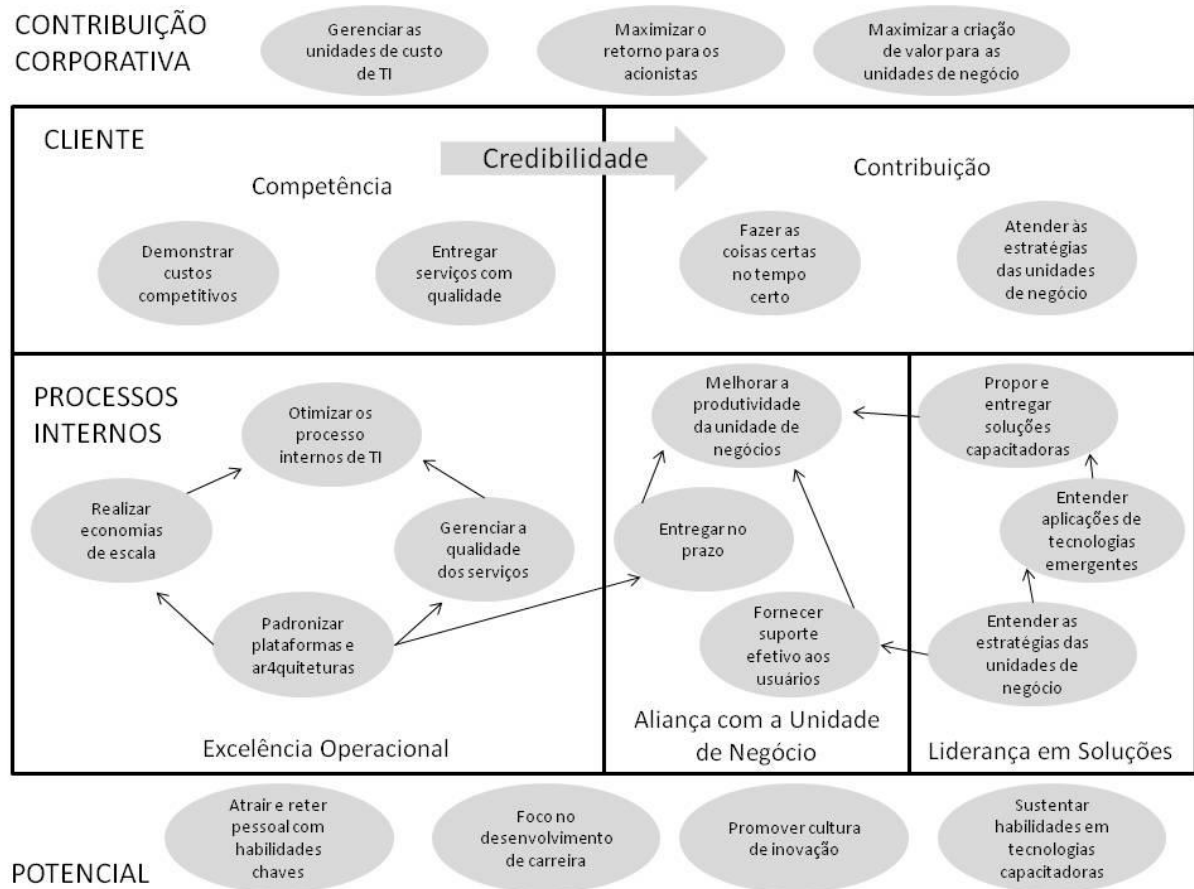 CONTRIBUIÇÃO
CORPORATIVA
Gerenciar as
unidades de custo
de TI
Maximizar o
retorno para os
acionistas
Maximizar a criação
de valor para as
unidades de negócio
CLIENTE
Credibilidade
Competência
Contribuição
Demonstrar
custos
competitivos
Entregar
serviços com
qualidade
Fazer as
coisas certas
no tempo
certo
Atender às
estratégias
das unidades
de negócio
PROCESSOS
INTERNOS
Otimizar os
processo
internos de TI
Realizar
economias
de escala
Gerenciar a
qualidade
dos serviços
Padronizar
plataformas e
ar4quiteturas
Excelência Operacional
Melhorar a
produtividade
da unidade de
negócios
Entregar no
prazo
Fornecer
suporte
efetivo aos
usuários
Aliança com a Unidade
de Negócio
Propor e
entregar
soluções
capacitadoras
Entender
aplicações de
tecnologias
emergentes
Entender as
estratégias das
unidades de
negócio
Liderança em Soluções
POTENCIAL
Atrair e reter
pessoal com
habilidades
chaves
Foco no
desenvolvimento
de carreira
Promover cultura
de inovação
Sustentar
habilidades em
tecnologias
capacitadoras